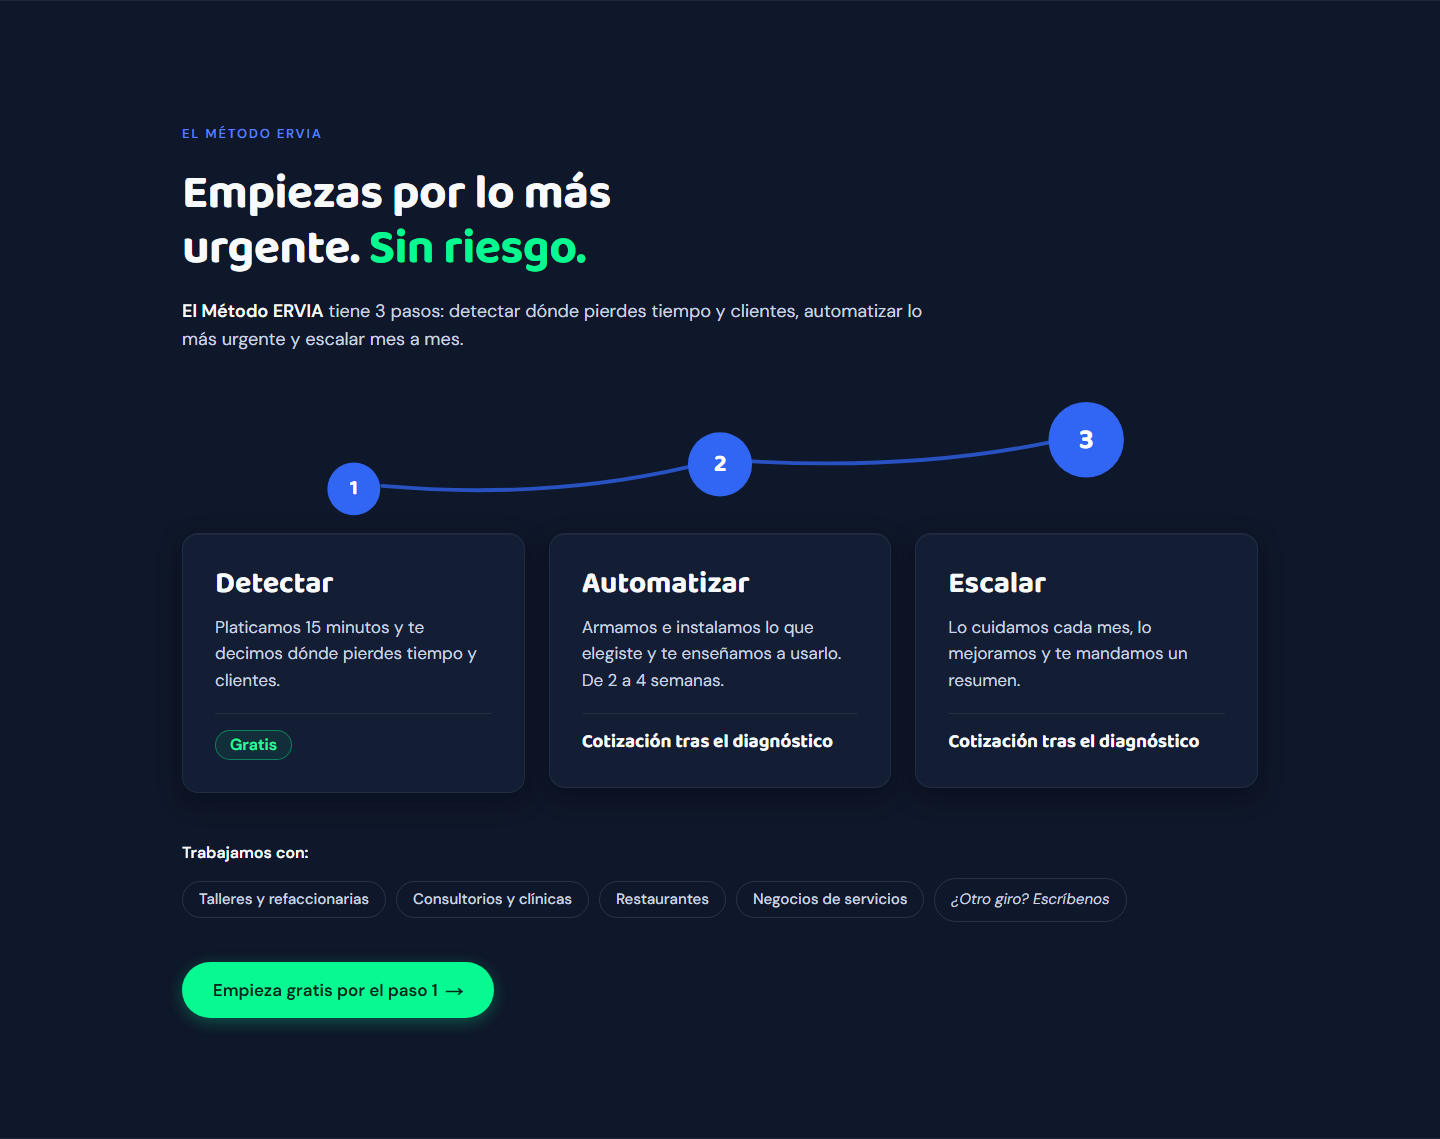 EL MÉTODO ERVIA
Empiezas por lo más
urgente. Sin riesgo.
El Método ERVIA tiene 3 pasos: detectar dónde pierdes tiempo y clientes, automatizar lo
más urgente y escalar mes a mes.
1
2
3
Detectar
Platicamos 15 minutos y te
decimos dónde pierdes tiempo y
clientes.
Gratis
Automatizar
Armamos e instalamos lo que
elegiste y te enseñamos a usarlo.
De 2 a 4 semanas.
Cotización tras el diagnóstico
Escalar
Lo cuidamos cada mes, lo
mejoramos y te mandamos un
resumen.
Cotización tras el diagnóstico
Trabajamos con:
Talleres y refaccionarias
Consultorios y clínicas
Restaurantes
Negocios de servicios
¿Otro giro? Escríbenos
Empieza gratis por el paso 1 →